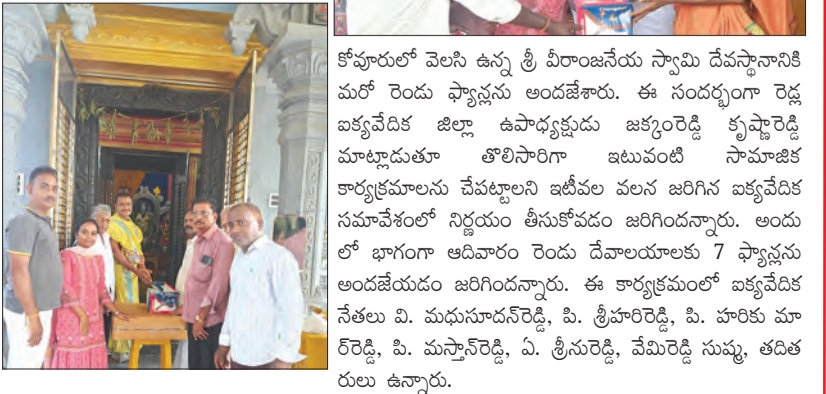 కోవూరులో వెలసి ఉన్న శ్రీ వీరాంజనేయ స్వామి దేవస్థానానికి
మరో రెండు ఫ్యాన్లను అందజేశారు. ఈ సందర్భంగా రెడ్ల
ఐక్యవేదిక జిల్లా ఉపాధ్యక్షుడు జక్కంరెడ్డి కృష్ణారెడ్డి
మాట్లాడుతూ తొలిసారిగా ఇటువంటి సామాజిక
కార్యక్రమాలను చేపట్టాలని ఇటీవల వలన జరిగిన ఐక్యవేదిక
సమావేశంలో నిర్ణయం తీసుకోవడం జరిగిందన్నారు. అందు
లో భాగంగా ఆదివారం రెండు దేవాలయాలకు 7 ఫ్యాన్లను
అందజేయడం జరిగిందన్నారు. ఈ కార్యక్రమంలో ఐక్యవేదిక
నేతలు వి. మధుసూదన్‌రెడ్డి, పి. శ్రీహరిరెడ్డి, పి. హరికు మా
ర్‌రెడ్డి, పి. మస్తాన్‌రెడ్డి, ఏ. శ్రీనురెడ్డి, వేమిరెడ్డి సుష్మ, తదిత
రులు ఉన్నారు.